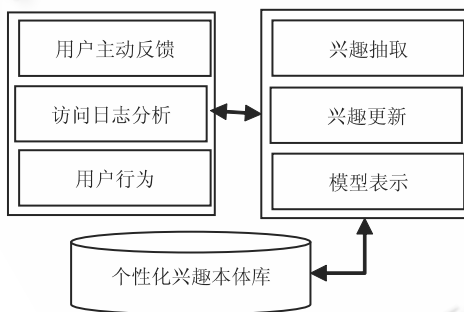 用户主动反馈
访问日志分析
用户行为
兴趣抽取
兴趣更新
模型表示
个性化兴趣本体库